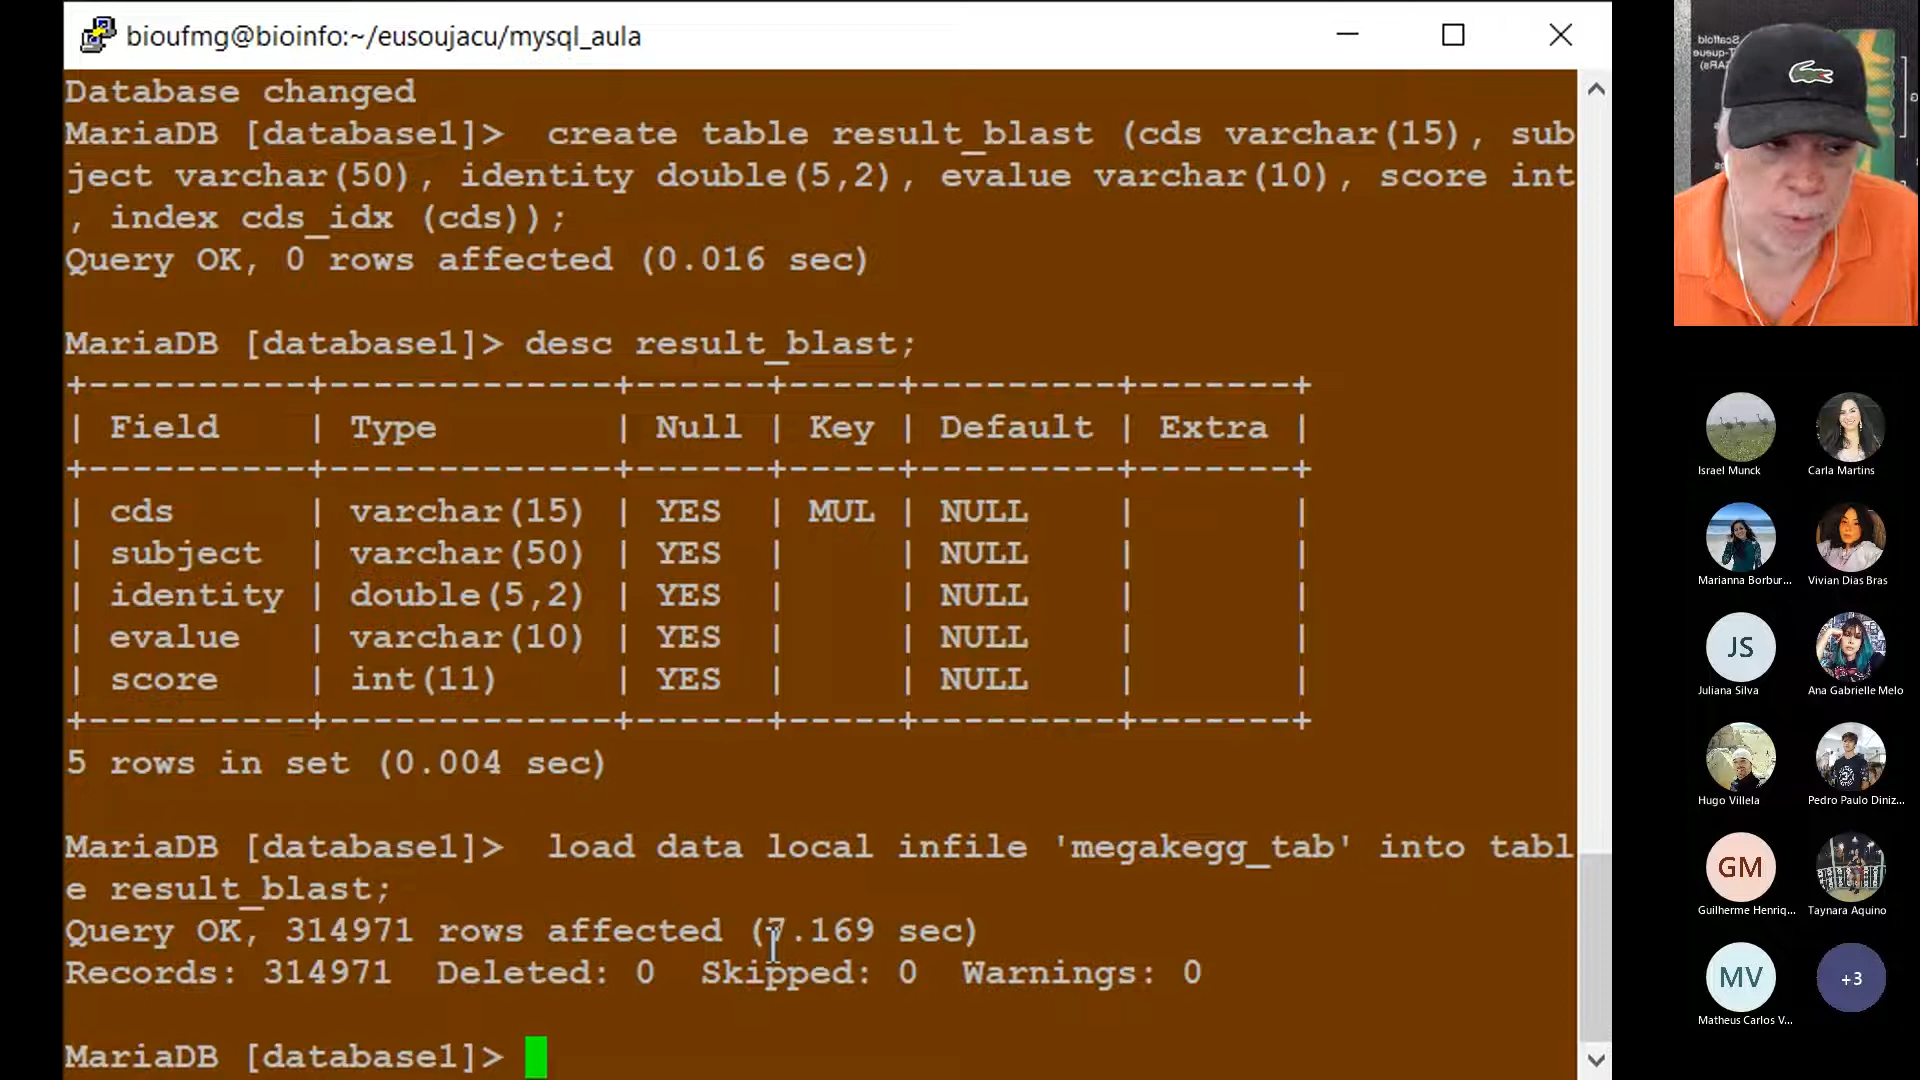 bioufmg@bioinfo:~/eusoujacu/mysql_aula
Database changed
MariaDB [database1]>  create table result_blast (cds varchar(15), sub
ject varchar(50), identity double(5,2), evalue varchar(10), score int
, index cds_idx (cds));
Query OK, 0 rows affected (0.016 sec)
MariaDB [database1]> desc result_blast;
+----------+-------------+------+-----+---------+-------+
| Field    | Type        | Null | Key | Default | Extra |
+----------+-------------+------+-----+---------+-------+
| cds      | varchar(15) | YES  | MUL | NULL    |       |
| subject  | varchar(50) | YES  |     | NULL    |       |
| identity | double(5,2) | YES  |     | NULL    |       |
| evalue   | varchar(10) | YES  |     | NULL    |       |
| score    | int(11)     | YES  |     | NULL    |       |
+----------+-------------+------+-----+---------+-------+
5 rows in set (0.004 sec)
MariaDB [database1]>  load data local infile 'megakegg_tab' into tabl
e result_blast;
Query OK, 314971 rows affected (7.169 sec)
Records: 314971  Deleted: 0  Skipped: 0  Warnings: 0
MariaDB [database1]>
Scaffold
Israel Munck
Carla Martins
Marianna Borbur...
Vivian Dias Bras
JS
Juliana Silva
Ana Gabrielle Melo
Hugo Villela
Pedro Paulo Diniz...
GM
Guilherme Henriq...
Taynara Aquino
MV
Matheus Carlos V...
+3